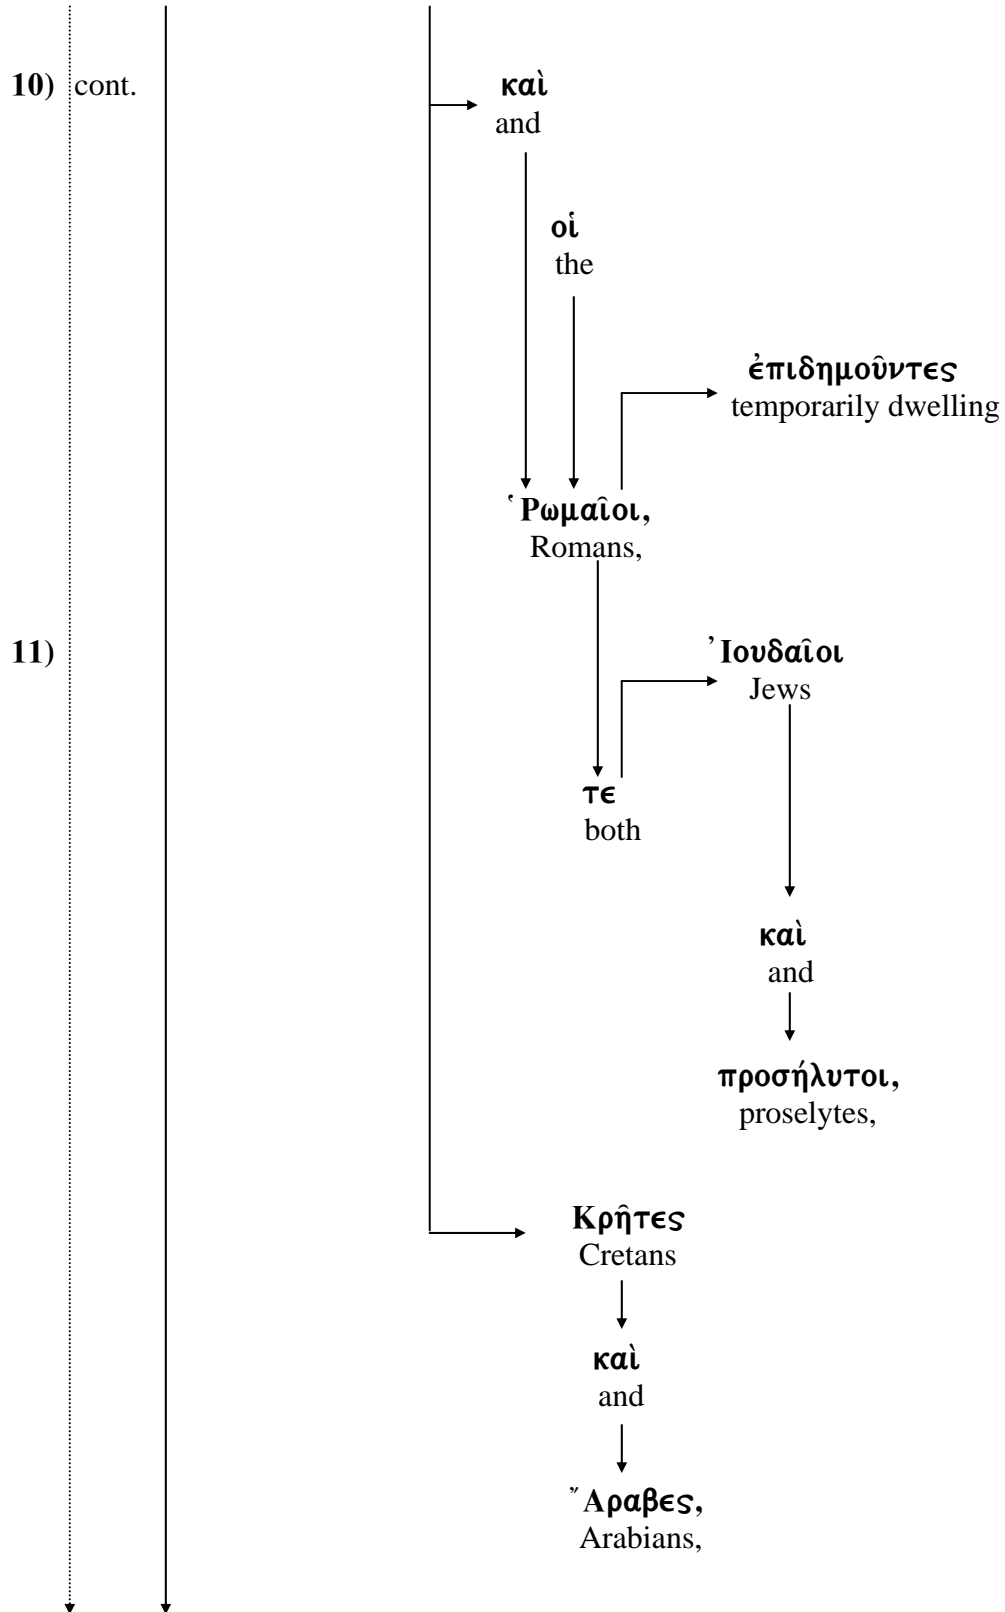 10) cont.
καὶ
and
οἱ
the
ἐπιδημοῦντες
temporarily dwelling
Ῥωμαῖοι,
Romans,
11)
Ἰουδαῖοι
Jews
τε
both
καὶ
and
προσήλυτοι,
proselytes,
Κρῆτες
Cretans
καὶ
and
Ἄραβες,
Arabians,